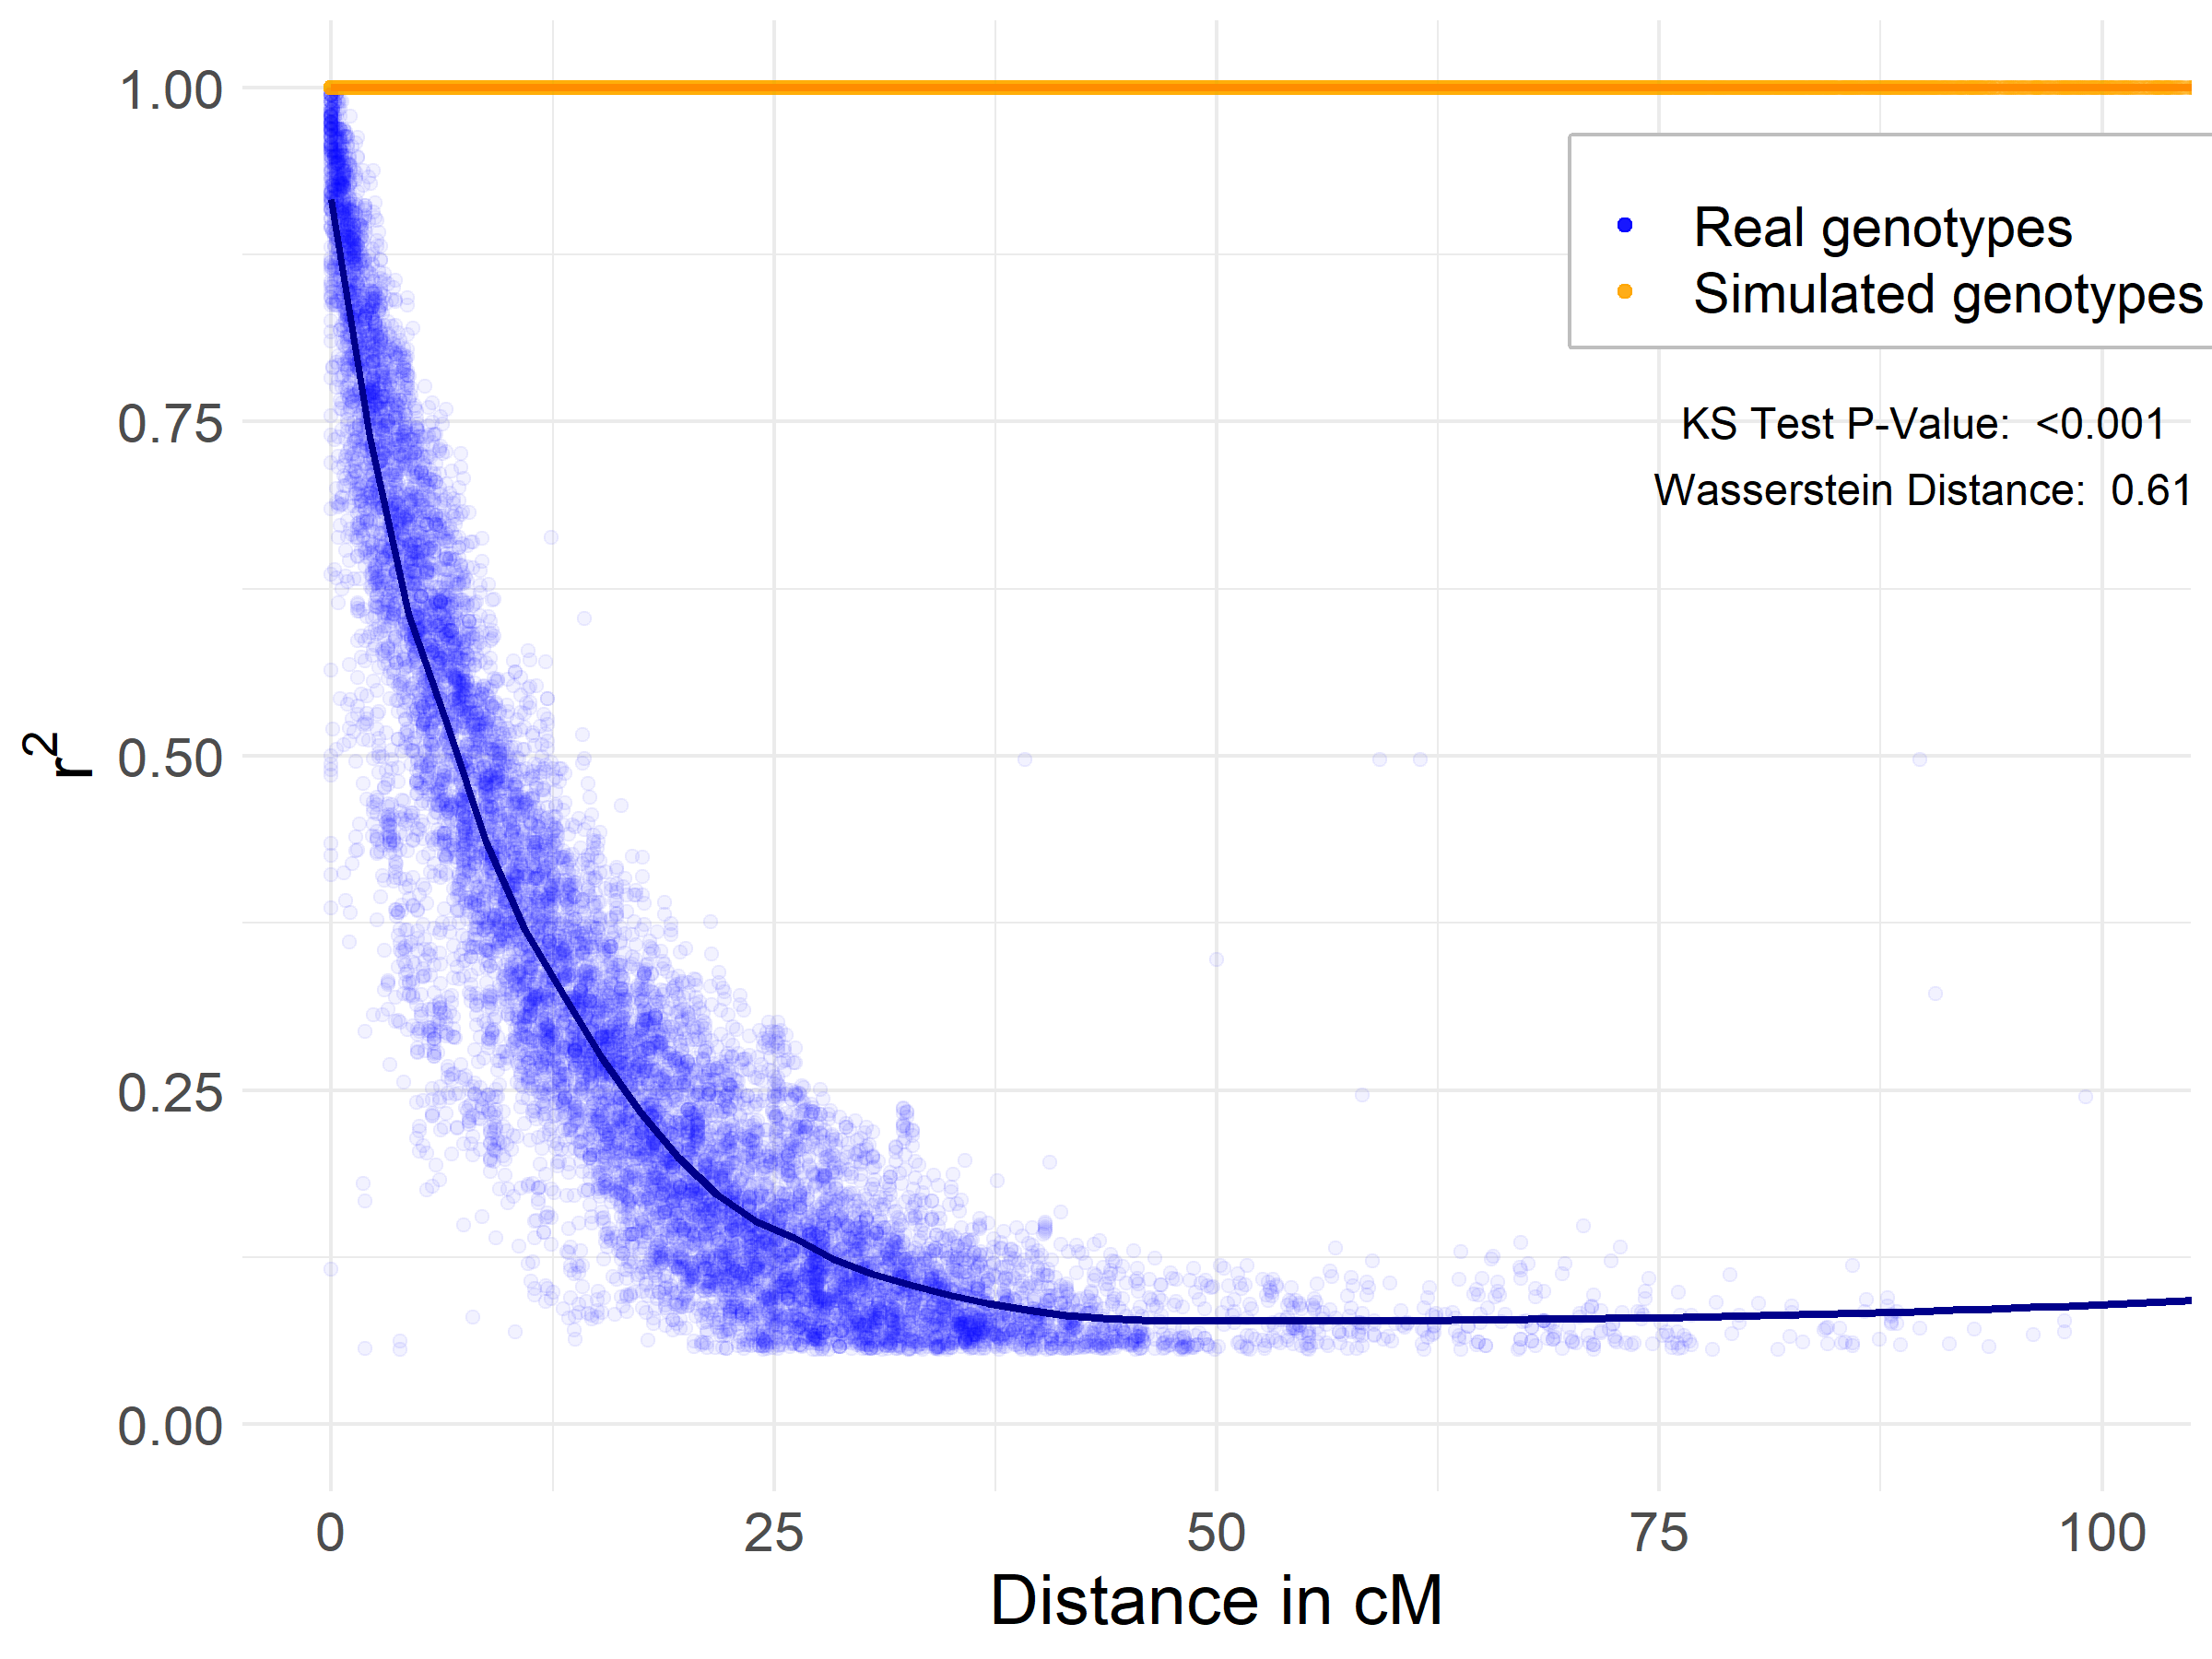 1.00
0.75
0.50
0.25
0.00
r²
0
25
50
75
100
Distance in cM
Real genotypes
Simulated genotypes
KS Test P-Value: <0.001
Wasserstein Distance: 0.61